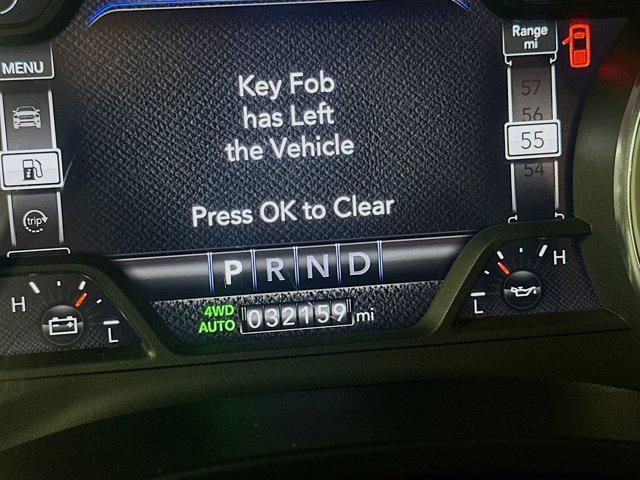 Range
mi
MENU
57
56
55
54
Key Fob
has Left
the Vehicle
Press OK to Clear
trip
P R N D
4WD
AUTO
032159 mi
H
L
H
L